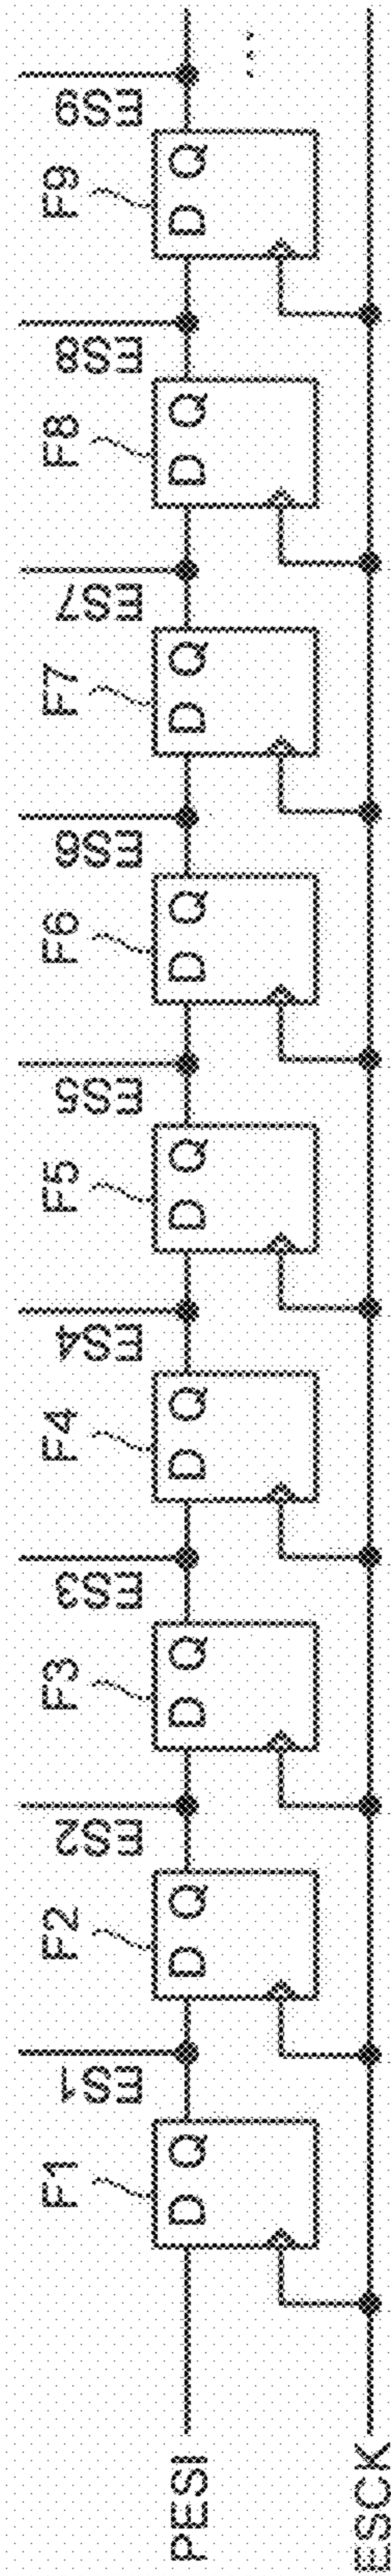 F1 F2 F3 F4 F5 F6 F7 F8 F9
ES1 ES2 ES3 ES4 ES5 ES6 ES7 ES8 ES9
PESI D Q D Q D Q D Q D Q D Q D Q D Q D Q
...
ESCK